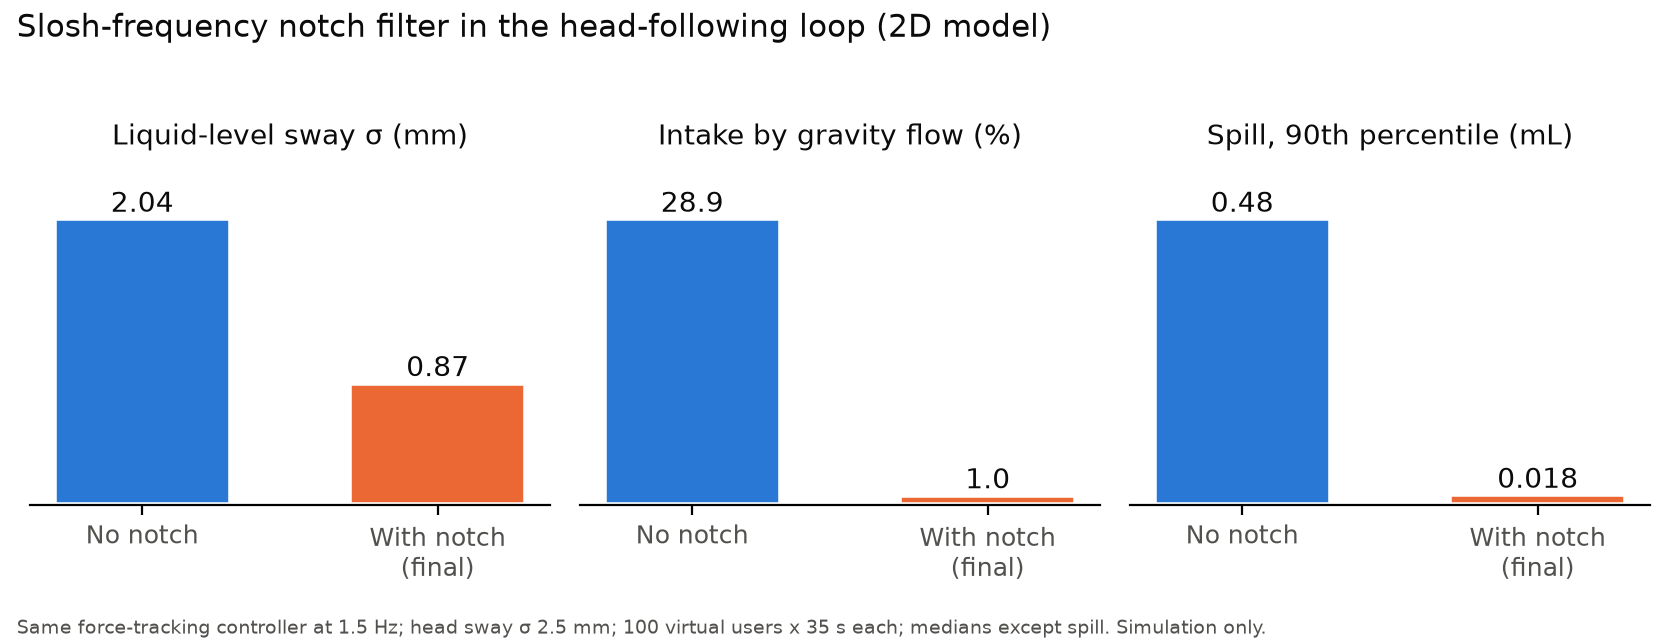 Slosh-frequency notch filter in the head-following loop (2D model)
Liquid-level sway σ (mm)
2.04
0.87
No notch
With notch
(final)
Intake by gravity flow (%)
28.9
1.0
No notch
With notch
(final)
Spill, 90th percentile (mL)
0.48
0.018
No notch
With notch
(final)
Same force-tracking controller at 1.5 Hz; head sway σ 2.5 mm; 100 virtual users x 35 s each; medians except spill. Simulation only.